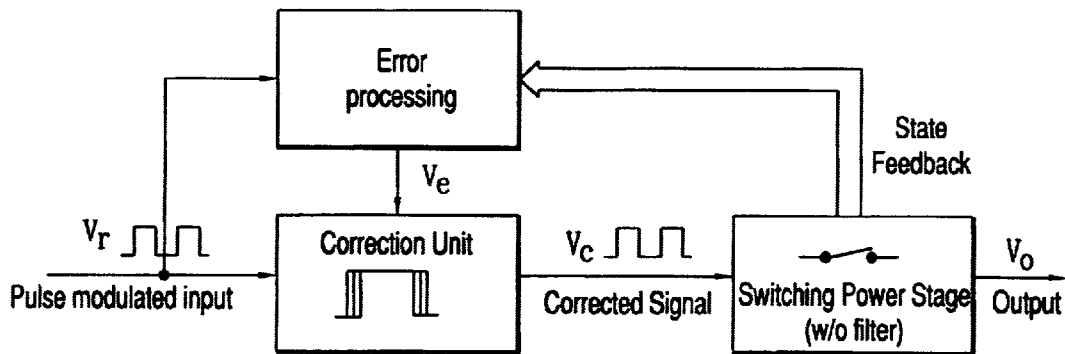 Error
processing
State
Feedback
Ve
Vr
Correction Unit
Vc
Vo
Pulse modulated input
Corrected Signal
Switching Power Stage
(w/o filter)
Output